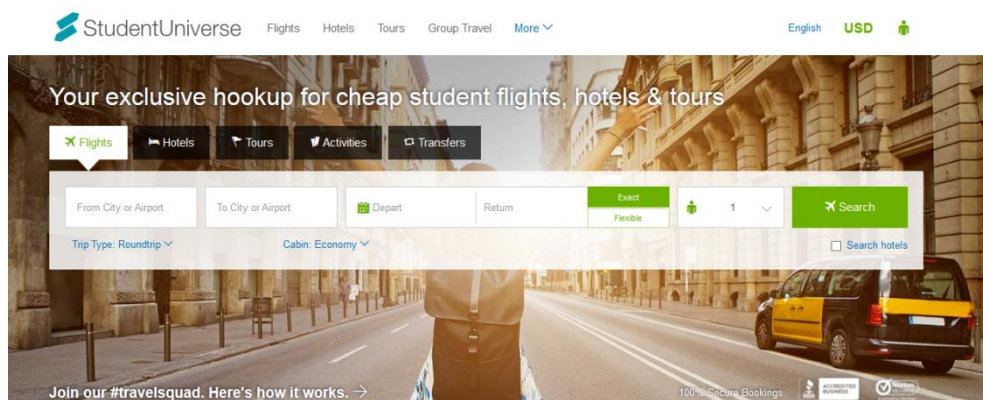 StudentUniverse Flights Hotels Tours Group Travel More English USD
Your exclusive hookup for cheap student flights, hotels & tours
Flights Hotels Tours Activities Transfers
From City or Airport To City or Airport Depart Return Exact 1 Search
Flexible
Trip Type: Roundtrip Cabin: Economy Search hotels
Join our #travelsquad. Here's how it works. → 100% Secure Bookings ACCREDITED BUSINESS Norton